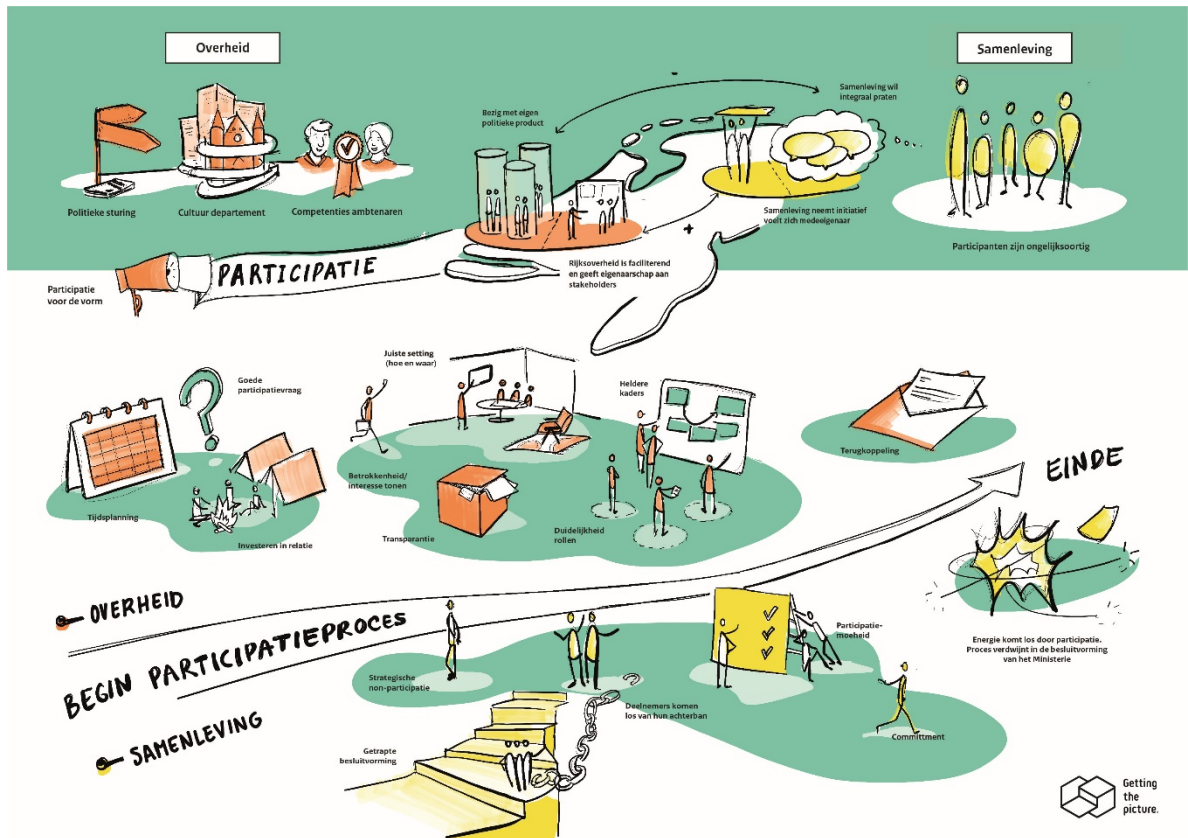 Overheid
Samenleving
Politieke sturing
Cultuur departement
Competenties ambtenaren
Bezig met eigen
politieke product
Samenleving wil
integraal praten
Samenleving neemt initiatief
voelt zich medeeigenaar
Participanten zijn ongelijksoortig
-
+
Rijksoverheid is faciliterend
en geeft eigenaarschap aan
stakeholders
PARTICIPATIE
Participatie
voor de vorm
Goede
participatievraag
Tijdsplanning
Investeren in relatie
Juiste setting
(hoe en waar)
Betrokkenheid/
interesse tonen
Transparantie
Heldere
kaders
Duidelijkheid
rollen
Terugkoppeling
EINDE
Energie komt los door participatie.
Proces verdwijnt in de besluitvorming
van het Ministerie
OVERHEID
BEGIN PARTICIPATIEPROCES
SAMENLEVING
Strategische
non-participatie
Deelnemers komen
los van hun achterban
Getrapte
besluitvorming
Participatie-
moeheid
Committment
Getting
the
picture.